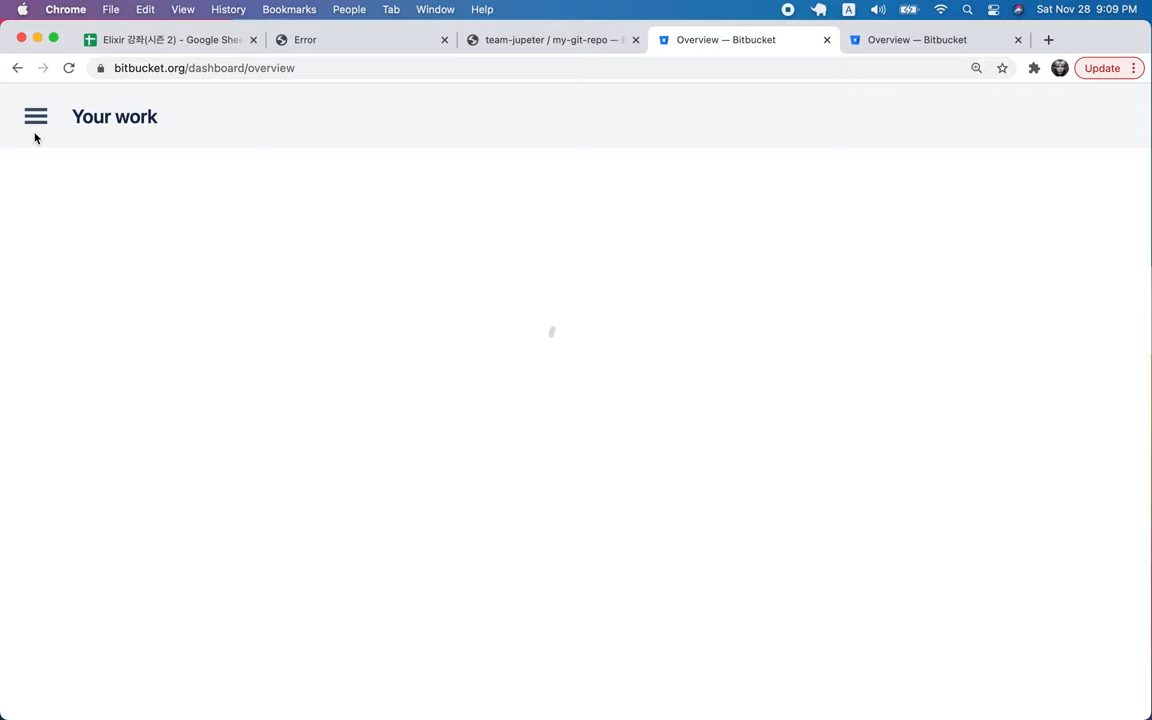 Chrome File Edit View History Bookmarks People Tab Window Help A Sat Nov 28 9:09 PM
Elixir 강좌(시즌 2) - Google Shee Error team-jupeter / my-git-repo — Overview — Bitbucket Overview — Bitbucket
bitbucket.org/dashboard/overview Update
Your work